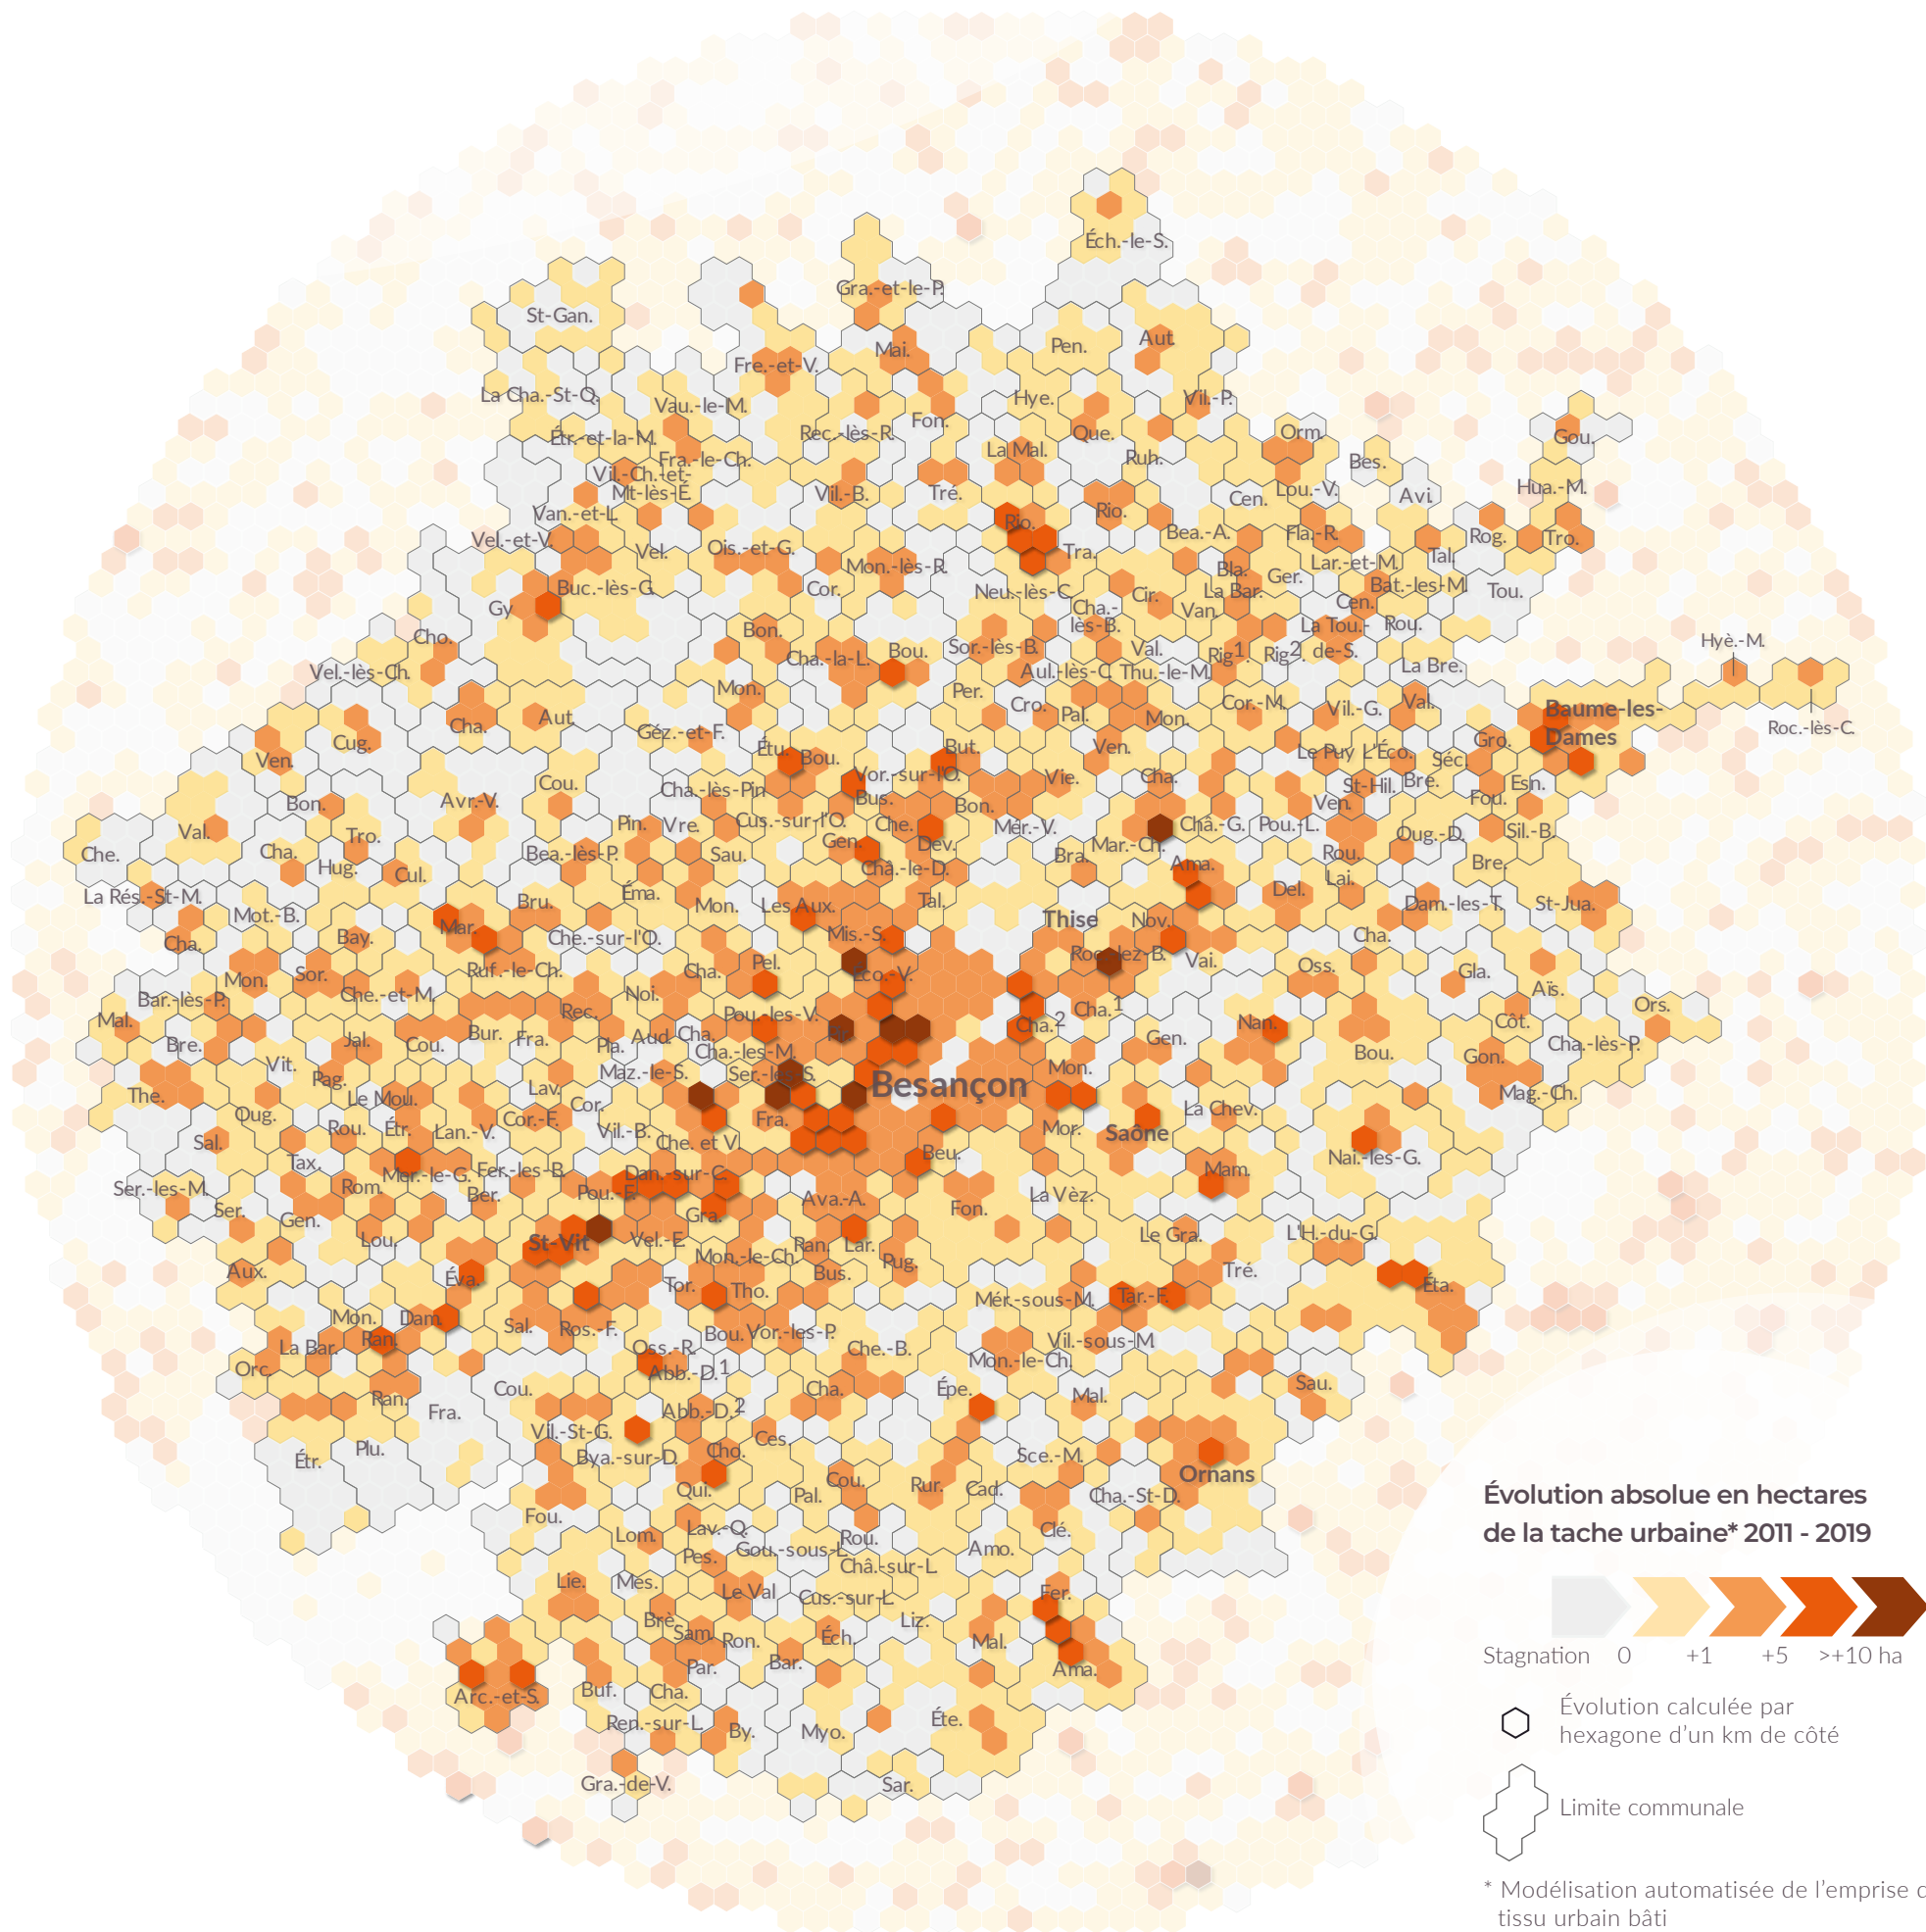 Éch.-le-S.
Gra.-et-le-P.
St-Gan.
Aut.
Pen.
Mai.
Fre.-et-V.
La Cha.-St-Q.
Hye.
Vil.-P.
Vau.-le-M.
Fon.
Rec.-lès-R.
Que.
Orm.
Gou.
Étr.-et-la-M.
La Mal.
Ruh.
Fra.-le-Ch.
Bes.
Vil.-Ch.-et-
Mt-lès-É.
Vil.-B.
Tré.
Cen.
Lou.-V.
Avi.
Hua.-M.
Van.-et-L.
Rio.
Rio.
Bea.-A.
Fla.-R.
Rog.
Tro.
Vel.-et-V.
Vel.
Ois.-et-G.
Tra.
Tal.
Mon.-lès-R.
Bla.
Lar.-et-M.
Ger.
Bat.-les-M.
Buc.-lès-G.
Cor.
Neu.-lès-C.
Cir.
La Bar.
Tou.
Gy
Cha.-
lès-B.
Van.
Cen.
La Tou.-
de-S.
Rou.
Cho.
Bon.
Cha.-la-L.
Bou.
Sor.-lès-B.
Val.
Rig1.
Rig2.
Hyè.-M.
Vel.-lès-Ch.
Aul.-lès-C.
Thu.-le-M.
La Bre.
Mon.
Per.
Cro.
Pal.
Mon.
Cor.-M.
Vil.-G.
Val.
Baume-les-
Dames
Roc.-lès-C.
Cha.
Aut.
Géz.-et-F.
Cug.
Ven.
Étu.
Bou.
But.
Ven.
Le Puy
L'Éco.
Gro.
Séc.
Cou.
Cha.-lès-Pin
Vor.-sur-l'O.
Vie.
Cha.
St-Hil.
Bre.
Esn.
Bon.
Avr.-V.
Bus.
Bon.
Ven.
Fou.
Val.
Tro.
Pin.
Vre.
Cus.-sur-l'O.
Che.
Mér.-V.
Châ.-G.
Pou.-L.
Oug.-D.
Sil.-B.
Che.
Cha.
Hug.
Cul.
Bea.-lès-P.
Sau.
Gen.
Dev.
Châ.-le-D.
Bra.
Mar.-Ch.
Ama.
Rou.
Lai.
Bre.
La Rés.-St-M.
Mot.-B.
Bru.
Éma.
Mon.
Les Aux.
Tal.
Del.
Dam.-les-T.
St-Jua.
Cha.
Bay.
Mar.
Che.-sur-l'O.
Mis.-S.
Thise
Nov.
Cha.
Roc.-lez-B.
Vai.
Mon.
Sor.
Ruf.-le-Ch.
Cha.
Pel.
Éco.-V.
Oss.
Gla.
Aïs.
Bar.-lès-P.
Che.-et-M.
Noi.
Rec.
Ors.
Mal.
Pou.-les-V.
Cha.1
Cha.2
Nan.
Côt.
Bre.
Jal.
Cou.
Bur.
Fra.
Pla.
Aud.
Cha.
Gen.
Bou.
Gon.
Cha.-lès-P.
Vit.
Pag.
Cha.-les-M.
Maz.-le-S.
Ser.-les-S.
Besançon
Mon.
Mag.-Ch.
The.
Le Mou.
Lav.
Cor.
Oug.
Cor.-F.
Fra.
La Chev.
Sal.
Rou.
Étr.
Lan.-V.
Vil.-B.
Che. et V.
Mor.
Saône
Tax.
Mer.-le-G.
Fer.-les-B.
Dan.-sur-C.
Beu.
Mam.
Nai.-les-G.
Ser.-les-M.
Rom.
Ber.
Pou.-F.
Ava.-A.
La Vèz.
Ser.
Gen.
Gra.
Fon.
Lou.
St-Vit
Vel.-E.
Mon.-le-Ch.
Ran.
Lar.
Pug.
Le Gra.
L'H.-du-G.
Aux.
Éva.
Tor.
Tho.
Bus.
Tré.
Éta.
Mér.-sous-M.
Tar.-F.
Mon.
Dam.
Sal.
Ros.-F.
Bou.
Vor.-les-P.
Vil.-sous-M.
La Bar.
Ran.
Oss.-R.
Che.-B.
Mon.-le-Ch.
Orc.
Abb.-D.1
Sau.
Ran.
Cou.
Cha.
Épe.
Mal.
Fra.
Abb.-D.2
Vil.-St-G.
Ces.
Plu.
Étr.
Bya.-sur-D.
Cho.
Sce.-M.
Ornans
Qui.
Pal.
Cou.
Rur.
Cad.
Cha.-St-D.
Fou.
Lom.
Lav.-Q.
Rou.
Clé.
Pes.
Gou.-sous-L.
Amo.
Châ.-sur-L.
Lie.
Mes.
Le Val
Cus.-sur-L.
Fer.
Brè.
Sam.
Ron.
Éch.
Liz.
Mal.
Par.
Bar.
Ama.
Arc.-et-S.
Buf.
Cha.
Ren.-sur-L.
By.
Myo.
Éte.
Gra.-de-V.
Sar.
Évolution absolue en hectares
de la tache urbaine* 2011 - 2019
Stagnation 0 +1 +5 >+10 ha
Évolution calculée par
hexagone d'un km de côté
Limite communale
* Modélisation automatisée de l'emprise
tissu urbain bâti